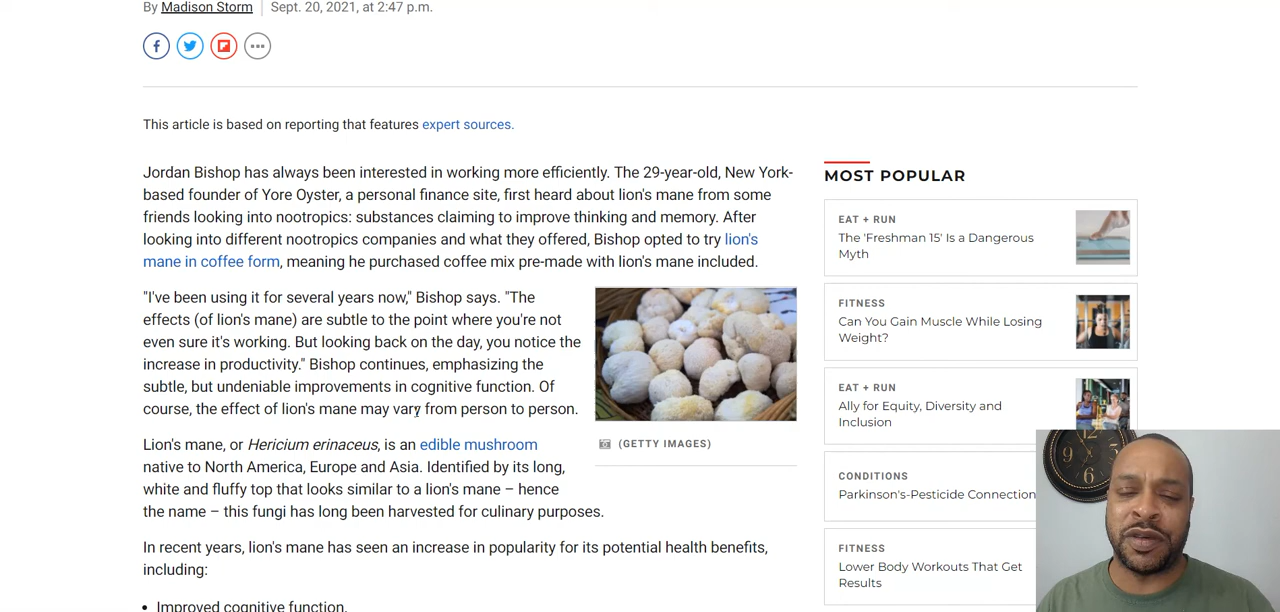 By Madison Storm | Sept. 20, 2021, at 2:47 p.m.
This article is based on reporting that features expert sources.
Jordan Bishop has always been interested in working more efficiently. The 29-year-old, New York-
based founder of Yore Oyster, a personal finance site, first heard about lion's mane from some
friends looking into nootropics: substances claiming to improve thinking and memory. After
looking into different nootropics companies and what they offered, Bishop opted to try lion's
mane in coffee form, meaning he purchased coffee mix pre-made with lion's mane included.
"I've been using it for several years now," Bishop says. "The
effects (of lion's mane) are subtle to the point where you're not
even sure it's working. But looking back on the day, you notice the
increase in productivity." Bishop continues, emphasizing the
subtle, but undeniable improvements in cognitive function. Of
course, the effect of lion's mane may vary from person to person.
(GETTY IMAGES)
Lion's mane, or Hericium erinaceus, is an edible mushroom
native to North America, Europe and Asia. Identified by its long,
white and fluffy top that looks similar to a lion's mane – hence
the name – this fungi has long been harvested for culinary purposes.
In recent years, lion's mane has seen an increase in popularity for its potential health benefits,
including:
• Improved cognitive function.
MOST POPULAR
EAT + RUN
The 'Freshman 15' Is a Dangerous
Myth
FITNESS
Can You Gain Muscle While Losing
Weight?
EAT + RUN
Ally for Equity, Diversity and
Inclusion
CONDITIONS
Parkinson's-Pesticide Connection
FITNESS
Lower Body Workouts That Get
Results